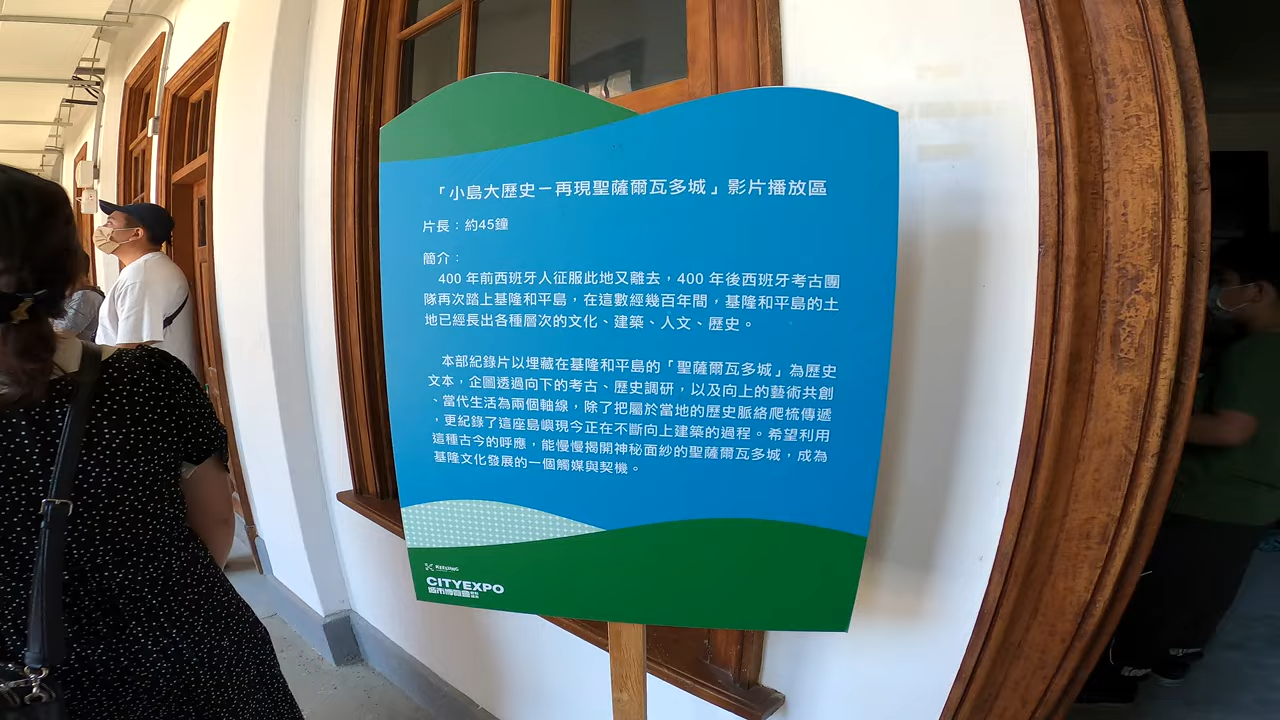 「小島大歷史－再現聖薩爾瓦多城」影片播放區
片長：約45鐘
簡介：
400 年前西班牙人征服此地又離去，400 年後西班牙考古團
隊再次踏上基隆和平島，在這數經幾百年間，基隆和平島的土
地已經長出各種層次的文化、建築、人文、歷史。
本部紀錄片以埋藏在基隆和平島的「聖薩爾瓦多城」為歷史
文本，企圖透過向下的考古、歷史調研，以及向上的藝術共創
、當代生活為兩個軸線，除了把屬於當地的歷史脈絡爬梳傳遞
，更紀錄了這座島嶼現今正在不斷向上建築的過程。希望利用
這種古今的呼應，能慢慢揭開神秘面紗的聖薩爾瓦多城，成為
基隆文化發展的一個觸媒與契機。
KEELUNG
CITYEXPO
城市博覽會